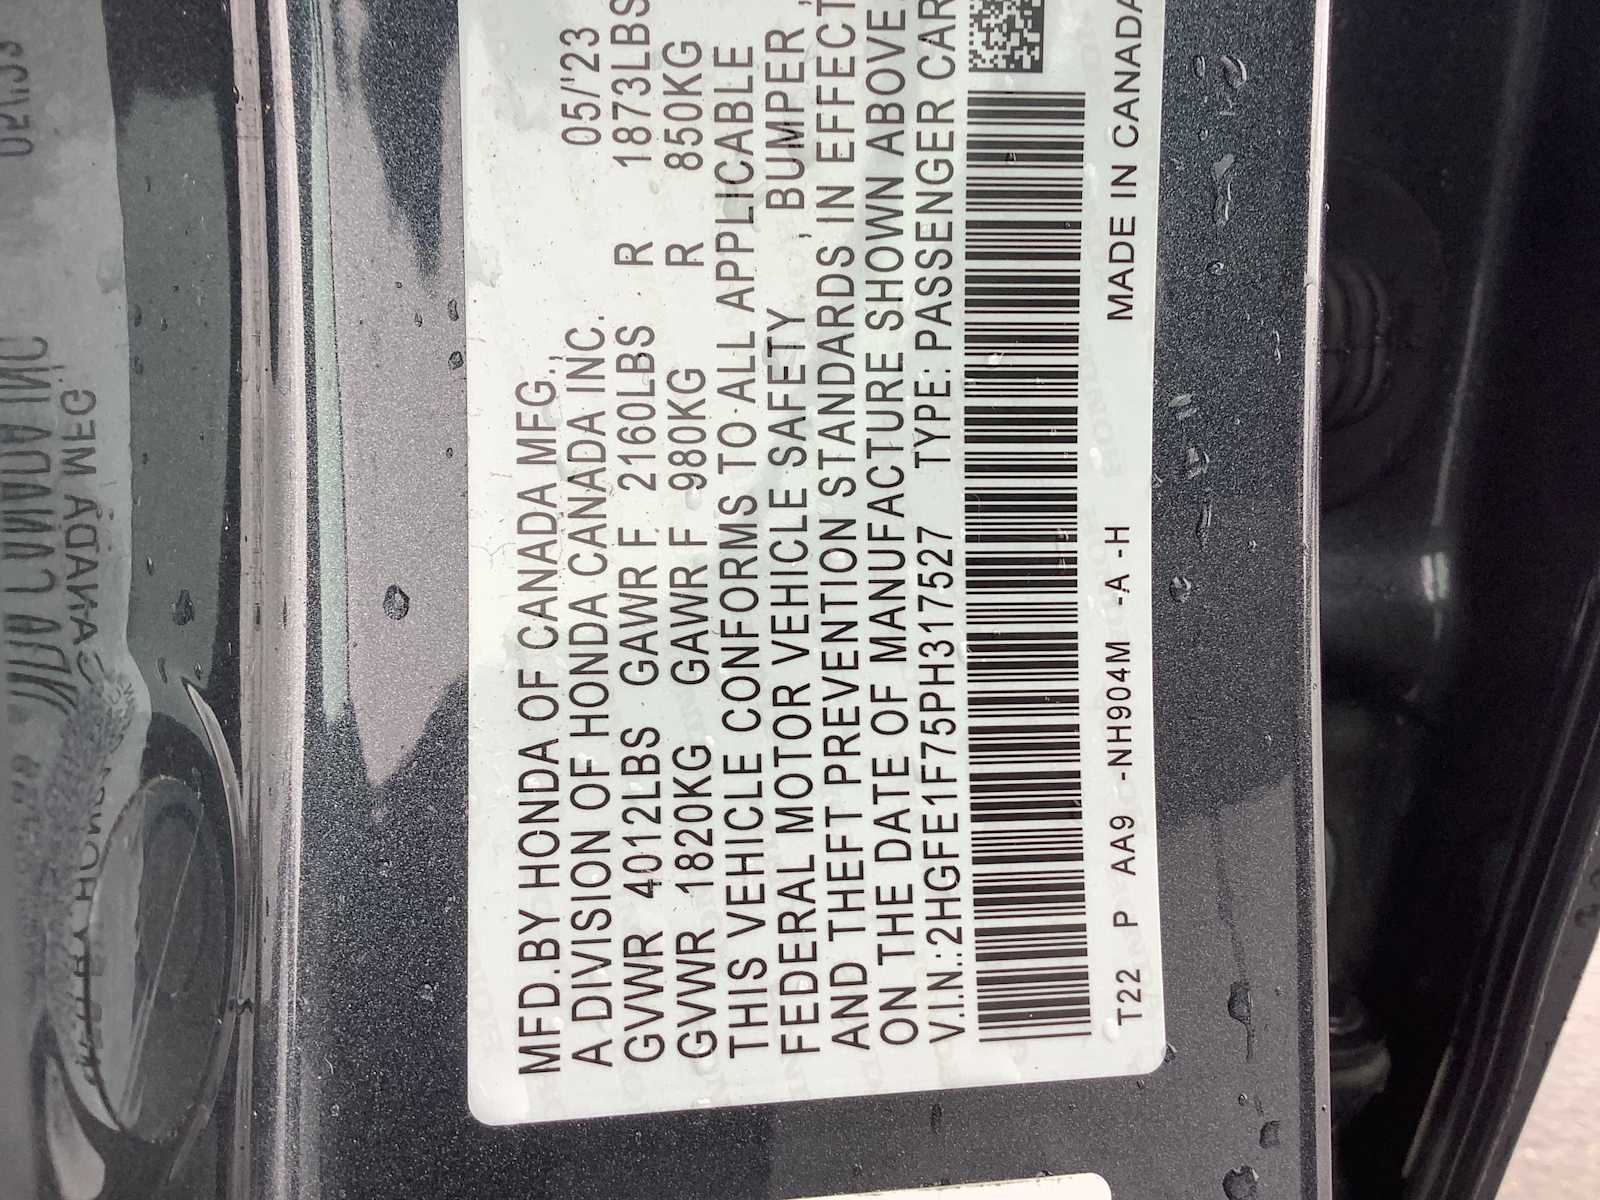 MFD.BY HONDA OF CANADA MFG.,
A DIVISION OF HONDA CANADA INC. 05/'23
GVWR 4012LBS GAWR F 2160LBS R 1873LBS
GVWR 1820KG GAWR F 980KG R 850KG
THIS VEHICLE CONFORMS TO ALL APPLICABLE
FEDERAL MOTOR VEHICLE SAFETY , BUMPER,
AND THEFT PREVENTION STANDARDS IN EFFECT
ON THE DATE OF MANUFACTURE SHOWN ABOVE.
V.I.N.:2HGFE1F75PH317527 TYPE: PASSENGER CAR
T22 P AA9 -NH904M -A -H MADE IN CANADA